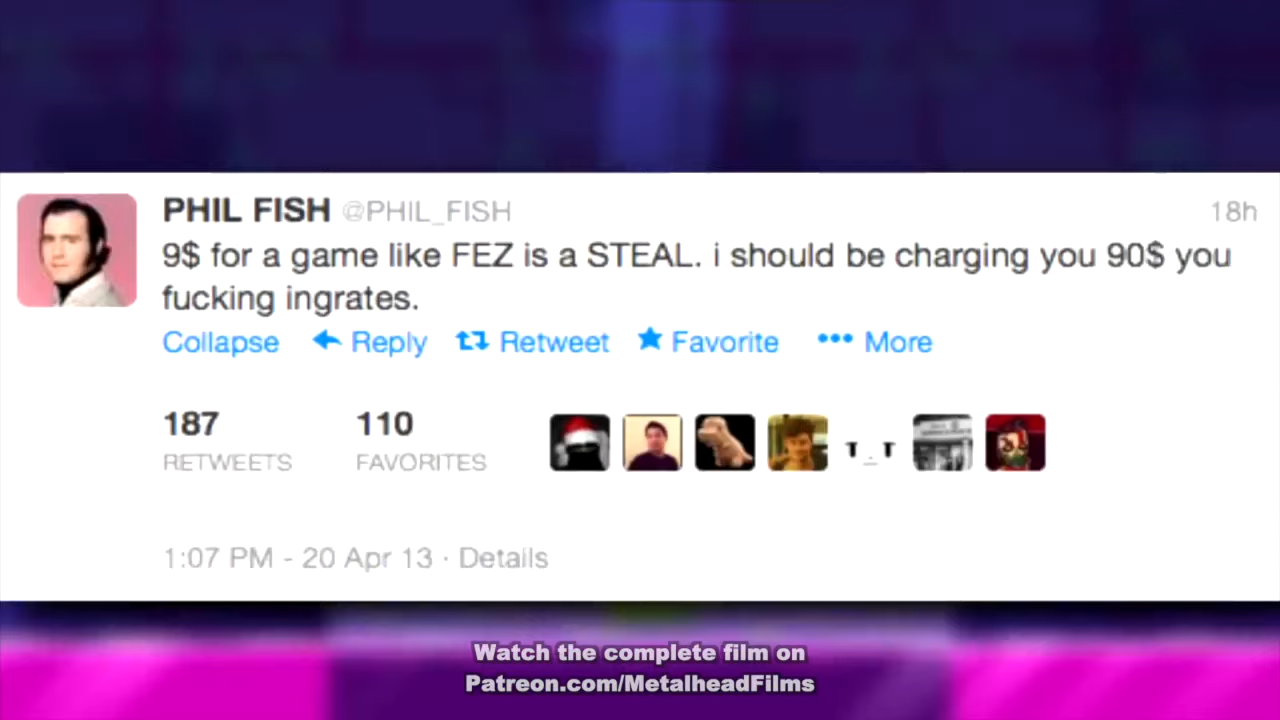 PHIL FISH @PHIL_FISH 18h
9$ for a game like FEZ is a STEAL. i should be charging you 90$ you
fucking ingrates.
Collapse Reply Retweet Favorite More
187 110
RETWEETS FAVORITES
T_T
1:07 PM - 20 Apr 13 · Details
Watch the complete film on
Patreon.com/MetalheadFilms